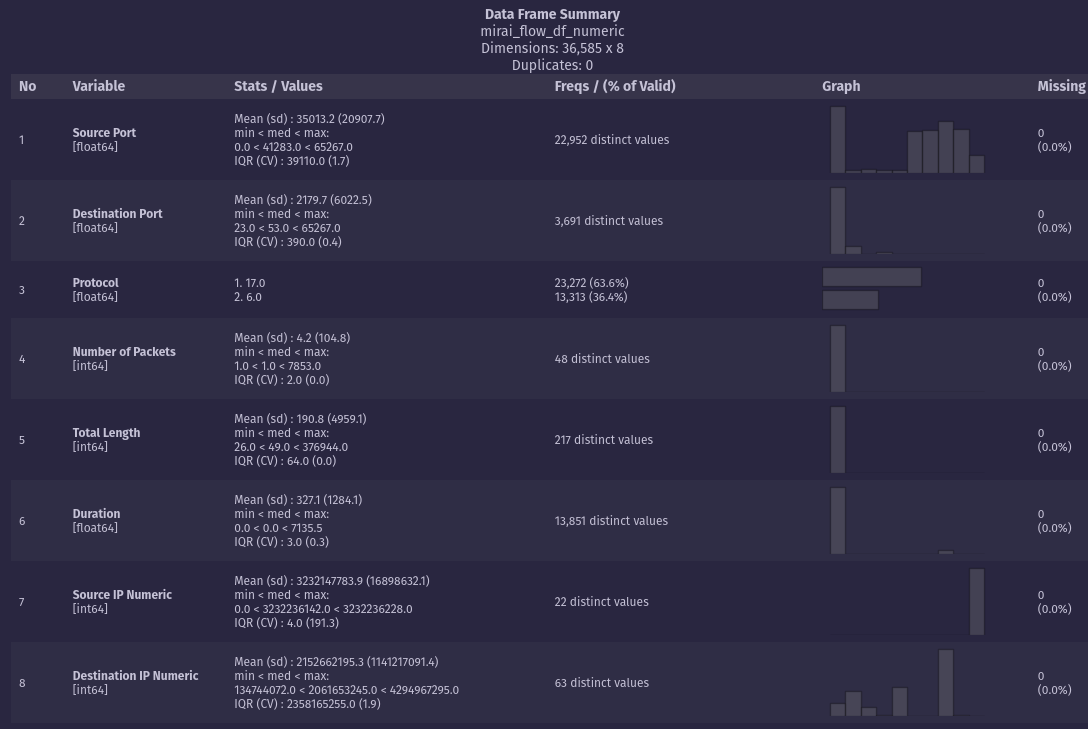 Data Frame Summary
mirai_flow_df_numeric
Dimensions: 36,585 x 8
Duplicates: 0
No Variable Stats / Values Freqs / (% of Valid) Graph Missing
1
Source Port
[float64]
Mean (sd) : 35013.2 (20907.7)
min < med < max:
0.0 < 41283.0 < 65267.0
IQR (CV) : 39110.0 (1.7)
22,952 distinct values
0
(0.0%)
2
Destination Port
[float64]
Mean (sd) : 2179.7 (6022.5)
min < med < max:
23.0 < 53.0 < 65267.0
IQR (CV) : 390.0 (0.4)
3,691 distinct values
0
(0.0%)
3
Protocol
[float64]
1. 17.0
2. 6.0
23,272 (63.6%)
13,313 (36.4%)
0
(0.0%)
4
Number of Packets
[int64]
Mean (sd) : 4.2 (104.8)
min < med < max:
1.0 < 1.0 < 7853.0
IQR (CV) : 2.0 (0.0)
48 distinct values
0
(0.0%)
5
Total Length
[int64]
Mean (sd) : 190.8 (4959.1)
min < med < max:
26.0 < 49.0 < 376944.0
IQR (CV) : 64.0 (0.0)
217 distinct values
0
(0.0%)
6
Duration
[float64]
Mean (sd) : 327.1 (1284.1)
min < med < max:
0.0 < 0.0 < 7135.5
IQR (CV) : 3.0 (0.3)
13,851 distinct values
0
(0.0%)
7
Source IP Numeric
[int64]
Mean (sd) : 3232147783.9 (16898632.1)
min < med < max:
0.0 < 3232236142.0 < 3232236228.0
IQR (CV) : 4.0 (191.3)
22 distinct values
0
(0.0%)
8
Destination IP Numeric
[int64]
Mean (sd) : 2152662195.3 (1141217091.4)
min < med < max:
134744072.0 < 2061653245.0 < 4294967295.0
IQR (CV) : 2358165255.0 (1.9)
63 distinct values
0
(0.0%)